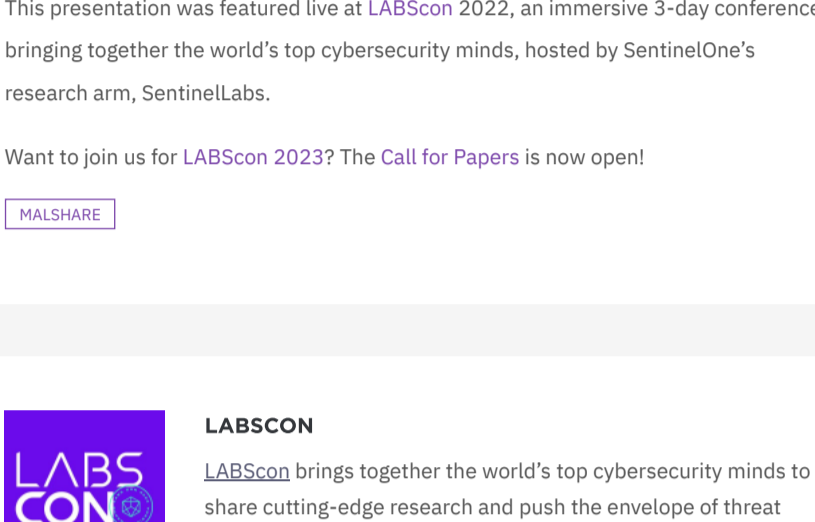 This presentation was featured live at LABScon 2022, an immersive 3-day conference
bringing together the world’s top cybersecurity minds, hosted by SentinelOne’s
research arm, SentinelLabs.
Want to join us for LABScon 2023? The Call for Papers is now open!
MALSHARE
LABSCON
LABScon brings together the world’s top cybersecurity minds to
share cutting-edge research and push the envelope of threat
LABS
CON